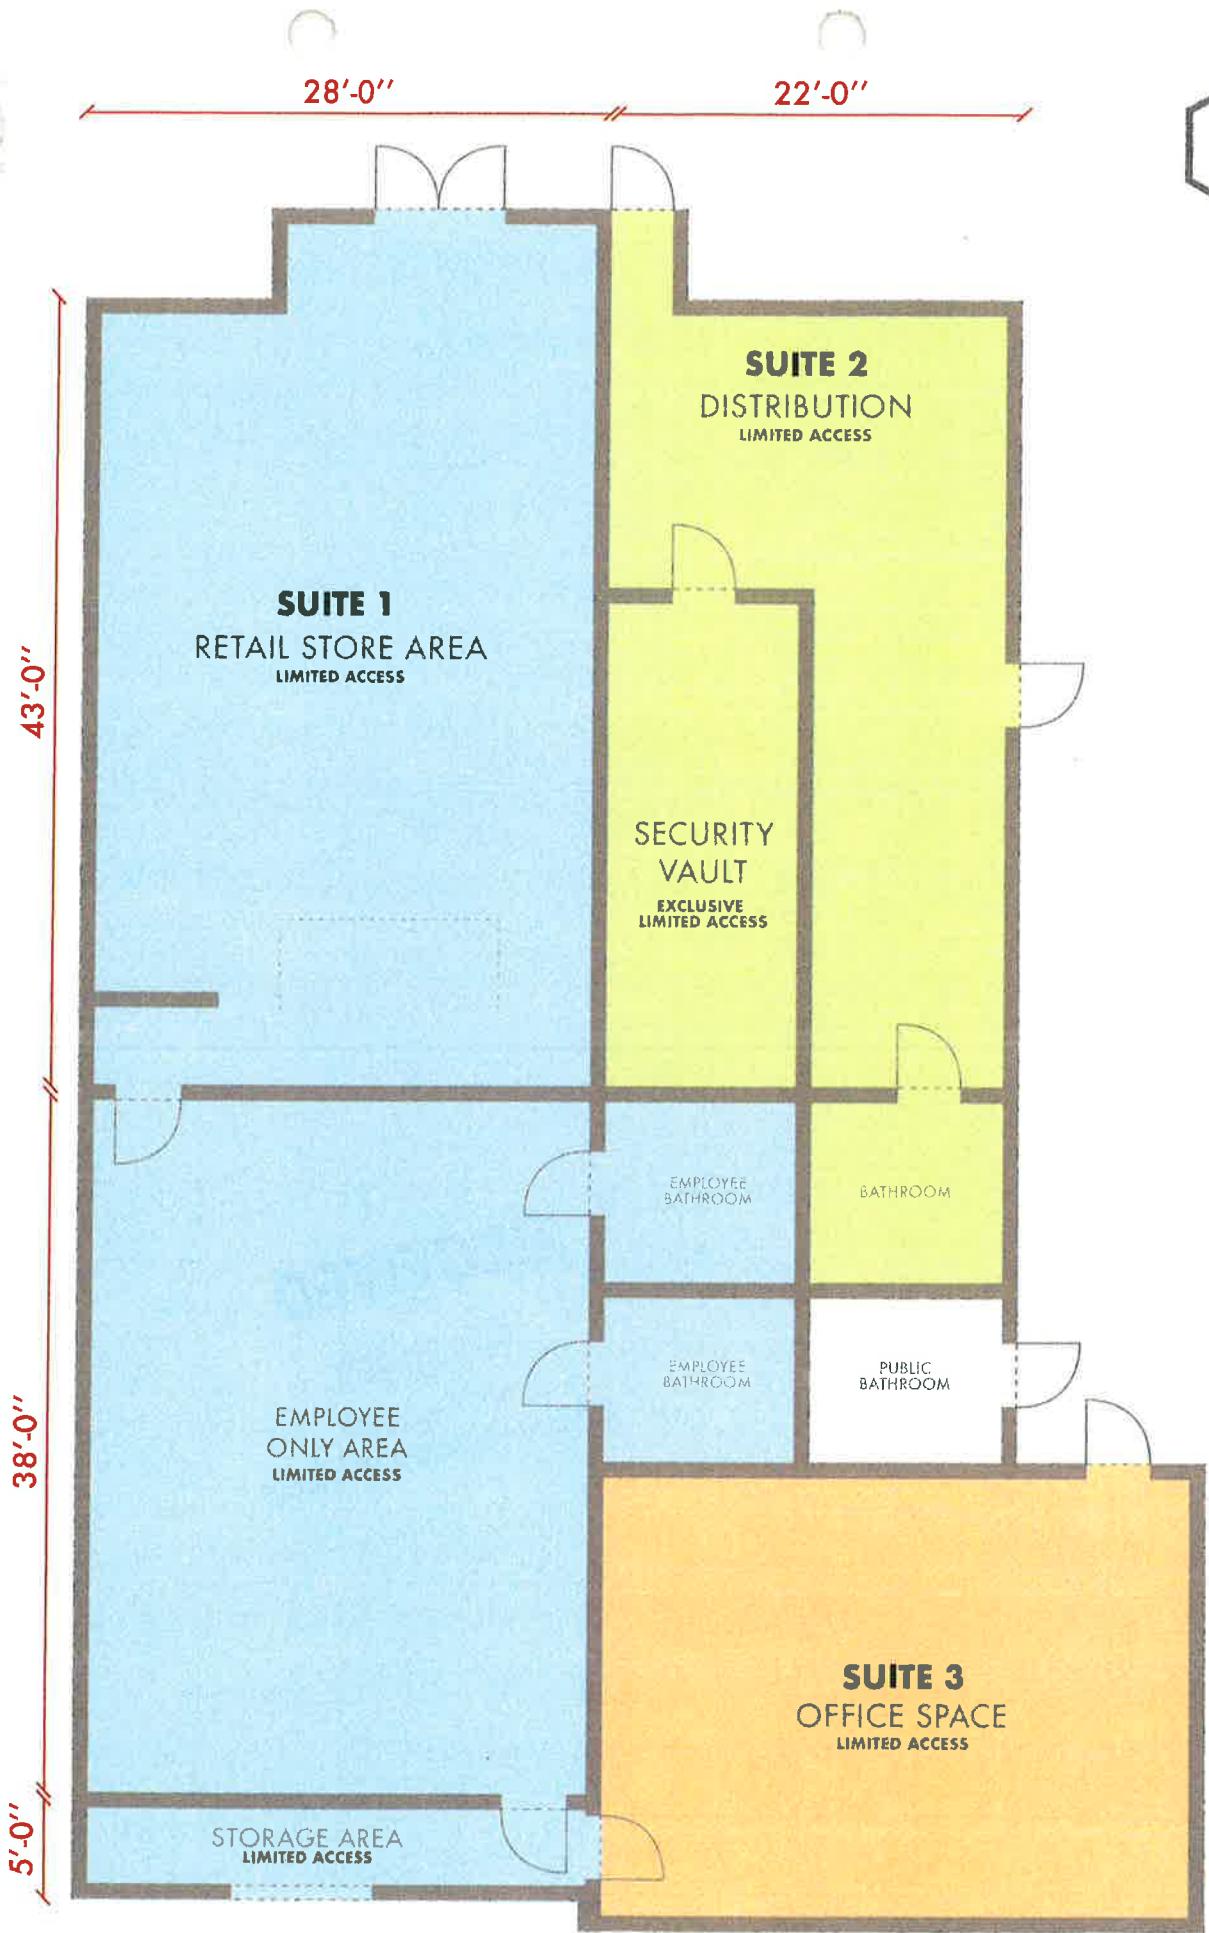 28'-0''
22'-0''
SUITE 2
DISTRIBUTION
LIMITED ACCESS
SUITE 1
RETAIL STORE AREA
LIMITED ACCESS
43'-0''
SECURITY
VAULT
EXCLUSIVE
LIMITED ACCESS
EMPLOYEE
BATHROOM
BATHROOM
EMPLOYEE
BATHROOM
PUBLIC
BATHROOM
38'-0''
EMPLOYEE
ONLY AREA
LIMITED ACCESS
SUITE 3
OFFICE SPACE
LIMITED ACCESS
5'-0''
STORAGE AREA
LIMITED ACCESS